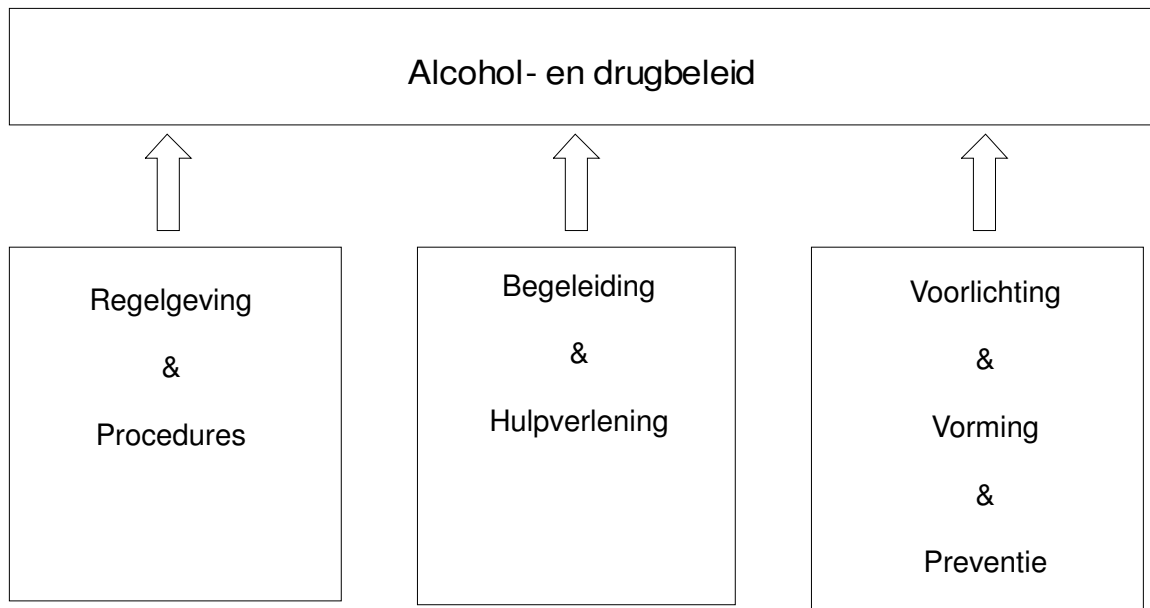 Alcohol- en drugbeleid
Regelgeving
&
Procedures
Begeleiding
&
Hulpverlening
Voorlichting
&
Vorming
&
Preventie